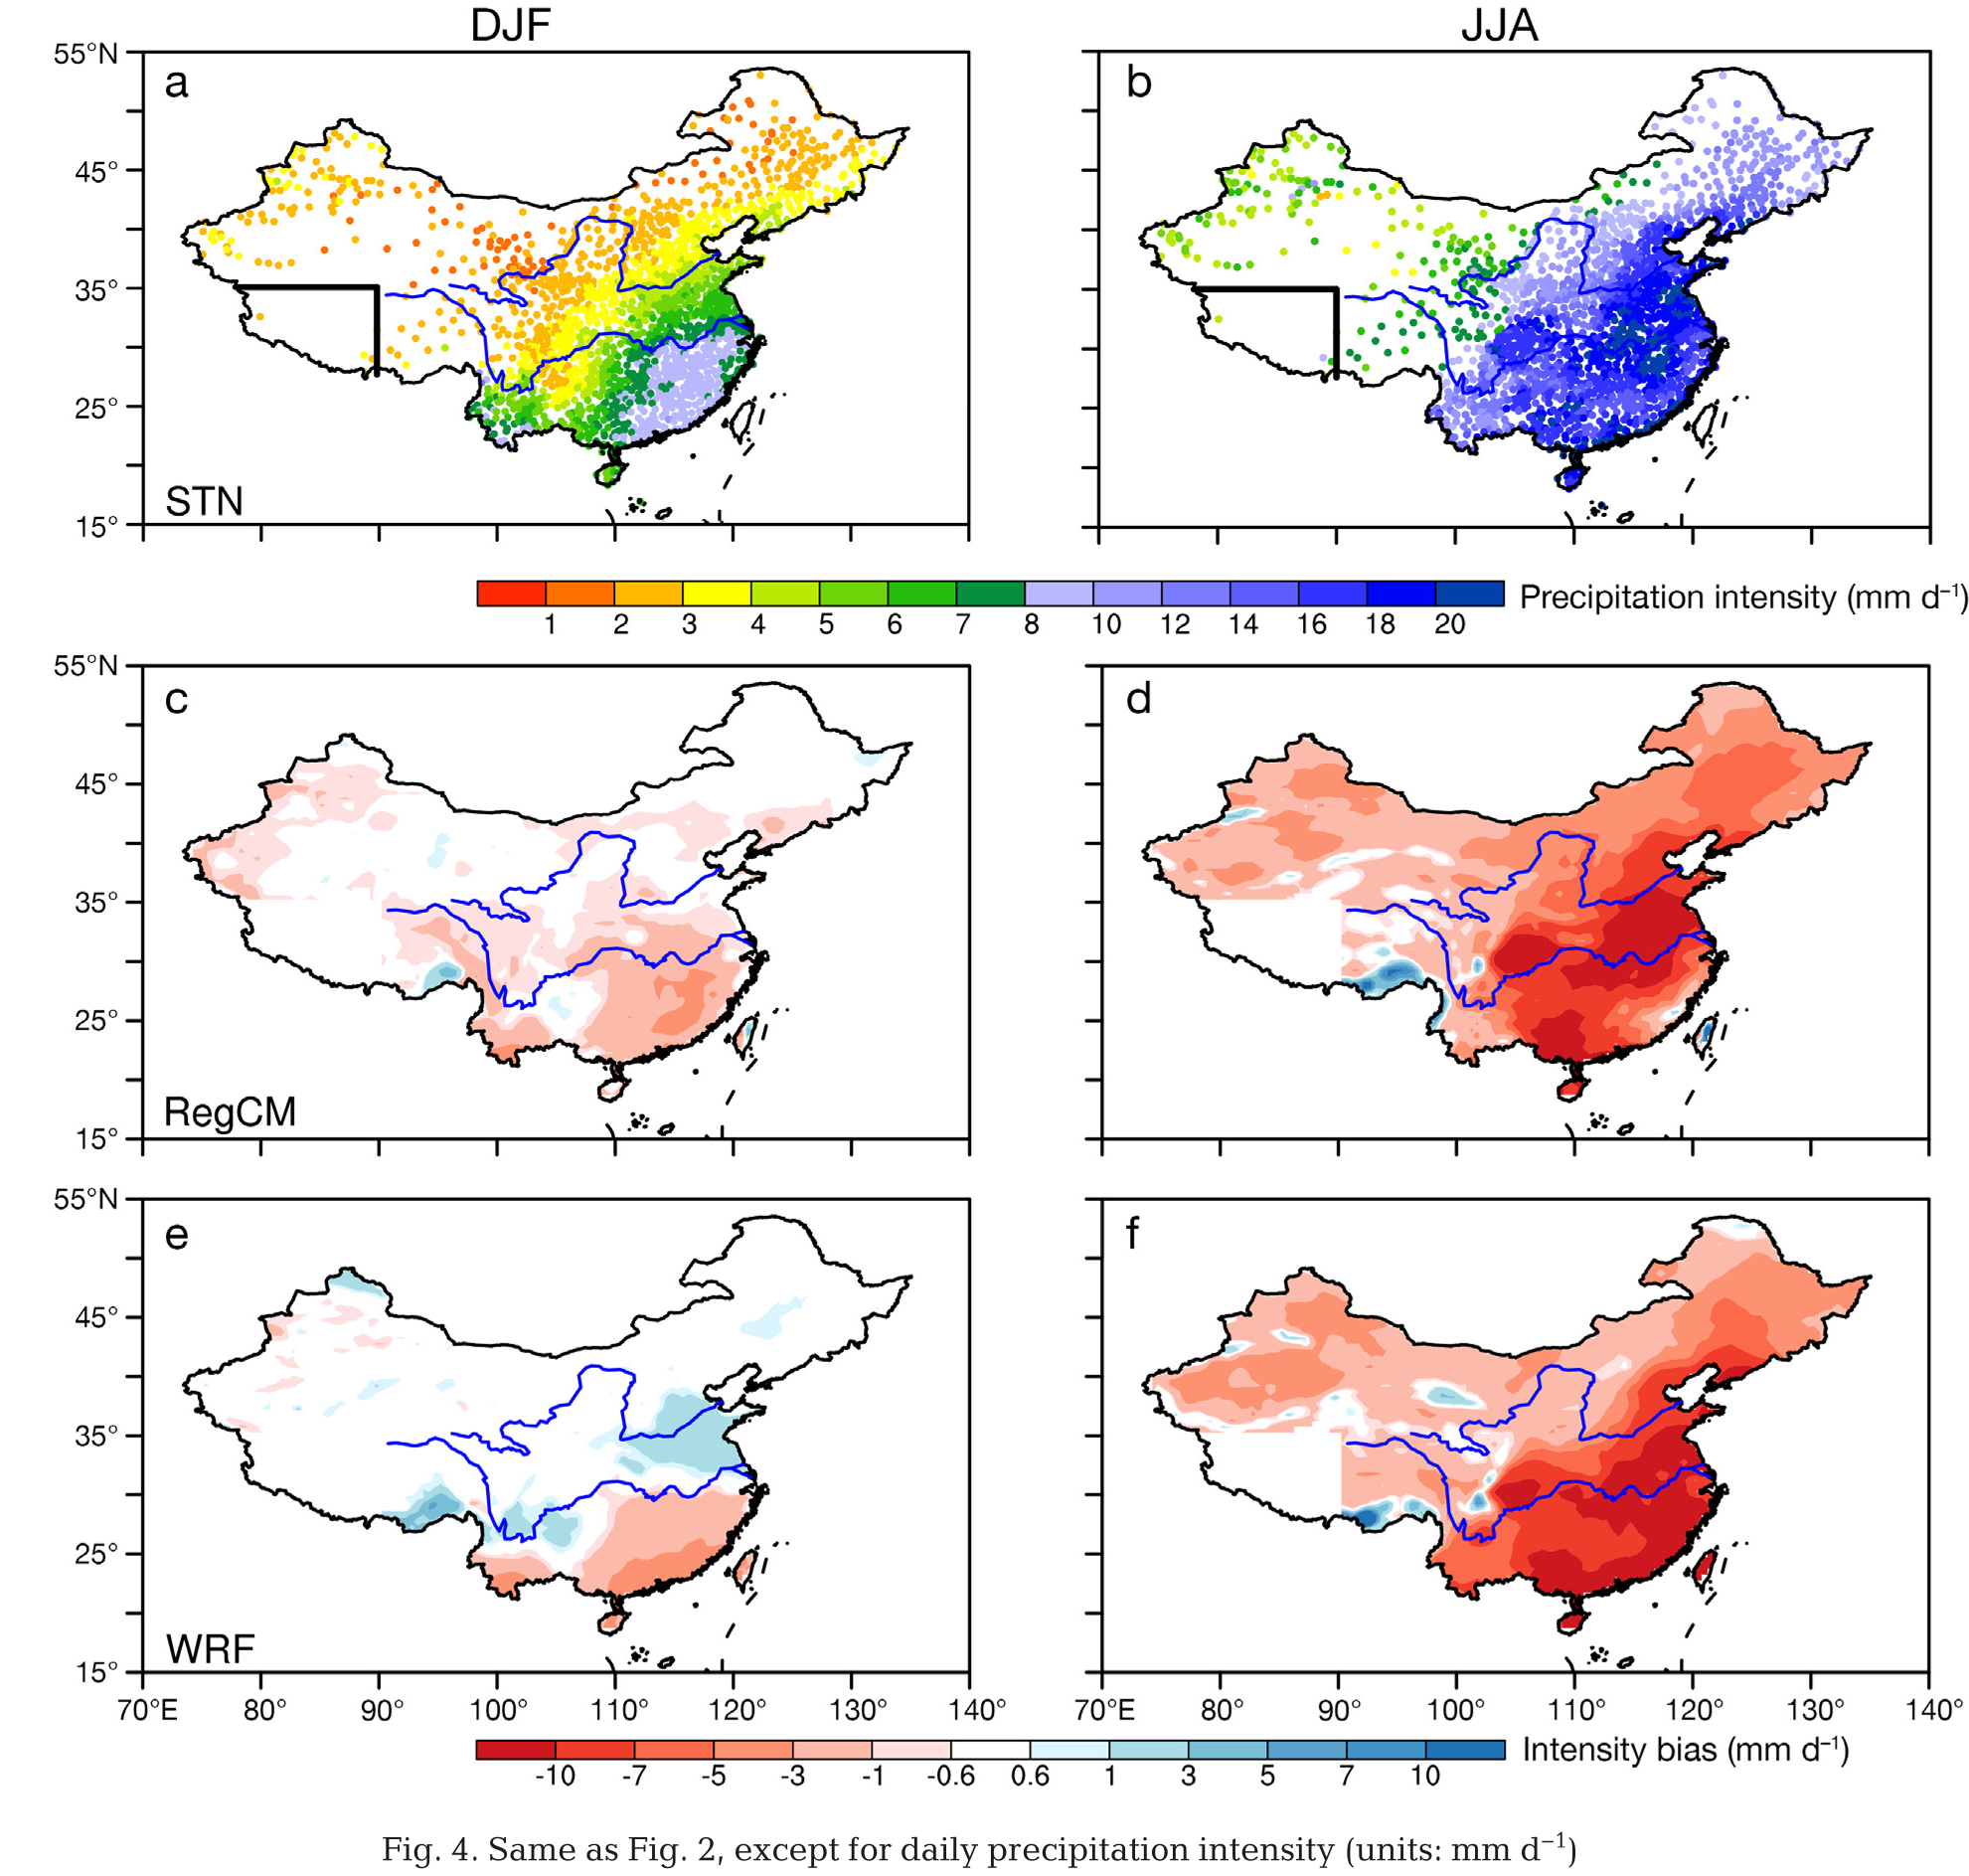 DJF JJA
55°N
a b
45°
35°
25°
STN
15°
Precipitation intensity (mm d⁻¹)
1 2 3 4 5 6 7 8 10 12 14 16 18 20
55°N
c d
45°
35°
25°
RegCM
15°
55°N
e f
45°
35°
25°
WRF
15°
70°E 80° 90° 100° 110° 120° 130° 140° 70°E 80° 90° 100° 110° 120° 130° 140°
Intensity bias (mm d⁻¹)
-10 -7 -5 -3 -1 -0.6 0.6 1 3 5 7 10
Fig. 4. Same as Fig. 2, except for daily precipitation intensity (units: mm d⁻¹)